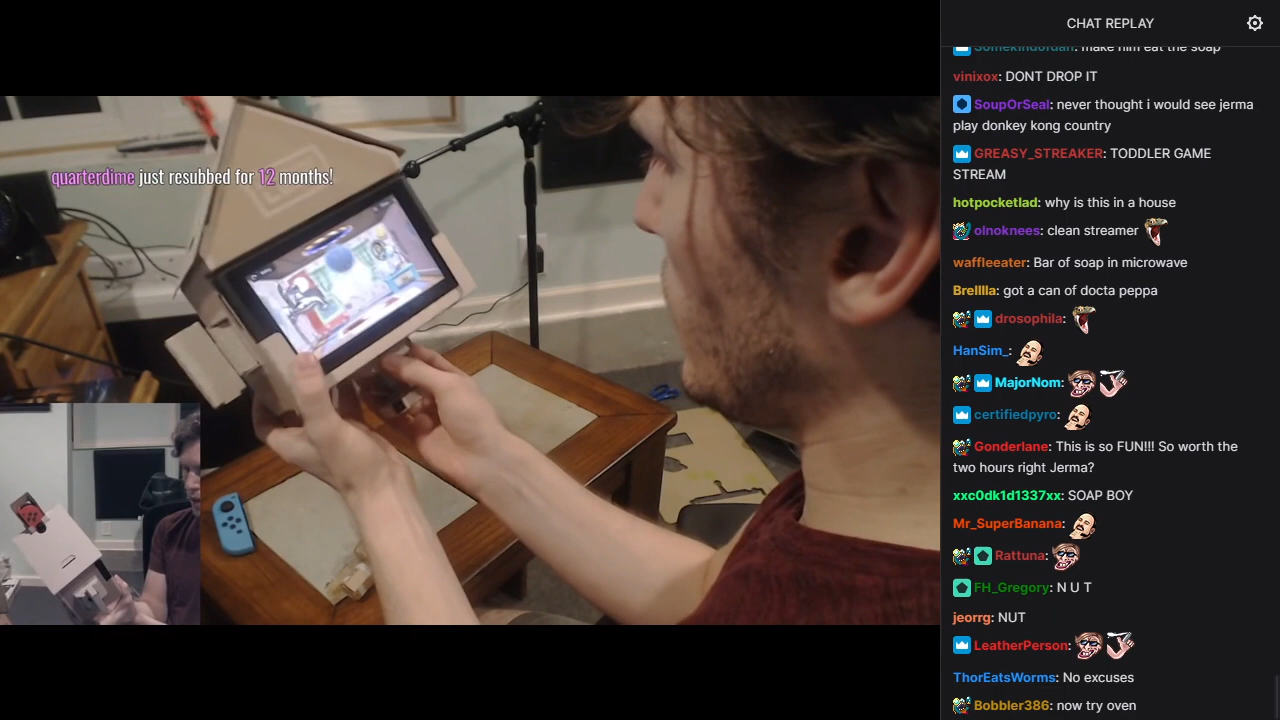 CHAT REPLAY
Somekindofdan: make him eat the soap
vinixox: DONT DROP IT
SoupOrSeal: never thought i would see jerma
play donkey kong country
GREASY_STREAKER: TODDLER GAME
STREAM
hotpocketlad: why is this in a house
olnoknees: clean streamer
waffleeater: Bar of soap in microwave
Brelllla: got a can of docta peppa
drosophila:
HanSim_:
MajorNom:
certifiedpyro:
Gonderlane: This is so FUN!!! So worth the
two hours right Jerma?
xxc0dk1d1337xx: SOAP BOY
Mr_SuperBanana:
Rattuna:
FH_Gregory: N U T
jeorrg: NUT
LeatherPerson:
ThorEatsWorms: No excuses
Bobbler386: now try oven
quarterdime just resubbed for 12 months!